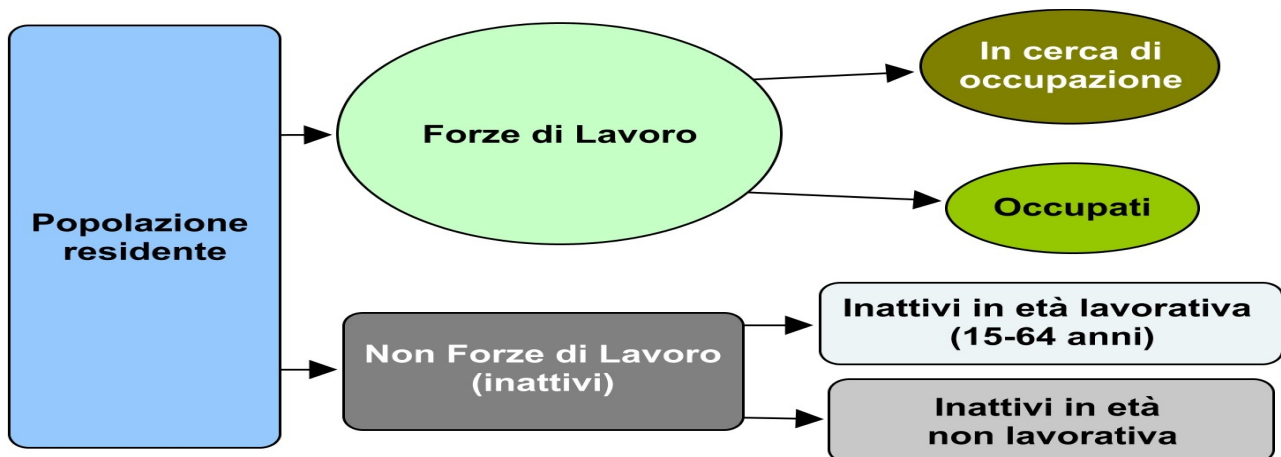 Popolazione
residente
Forze di Lavoro
In cerca di
occupazione
Occupati
Non Forze di Lavoro
(inattivi)
Inattivi in età lavorativa
(15-64 anni)
Inattivi in età
non lavorativa